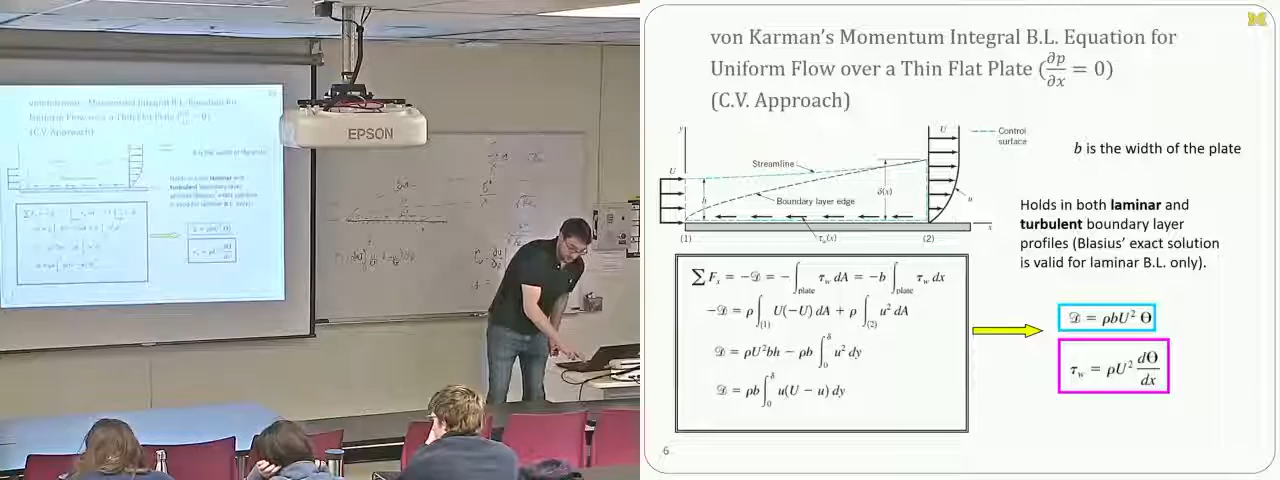 von Karman's Momentum Integral B.L. Equation for
Uniform Flow over a Thin Flat Plate (∂p/∂x = 0)
(C.V. Approach)
y
U
U
Control surface
Streamline
h
δ(x)
u
Boundary layer edge
x
(1)
τw(x)
(2)
b is the width of the plate
Holds in both laminar and
turbulent boundary layer
profiles (Blasius' exact solution
is valid for laminar B.L. only).
∑ Fx = −𝒟 = −∫plate τw dA = −b ∫plate τw dx
−𝒟 = ρ ∫(1) U(−U) dA + ρ ∫(2) u² dA
𝒟 = ρU²bh − ρb ∫0^δ u² dy
𝒟 = ρb ∫0^δ u(U − u) dy
𝒟 = ρbU² Θ
τw = ρU² dΘ/dx
6
M
EPSON
(C.V. Approach)